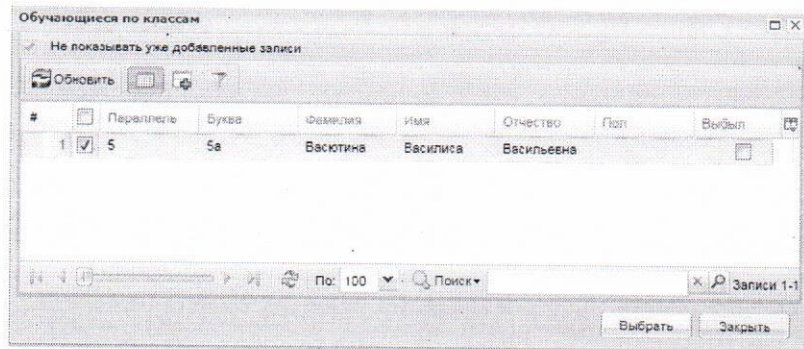 Обучающиеся по классам
Не показывать уже добавленные записи
Обновить
# Параллель Буква Фамилия Имя Отчество Пол Выбыл
1 5 5а Васютина Василиса Васильевна
По: 100 Поиск Записи 1-1
Выбрать Закрыть